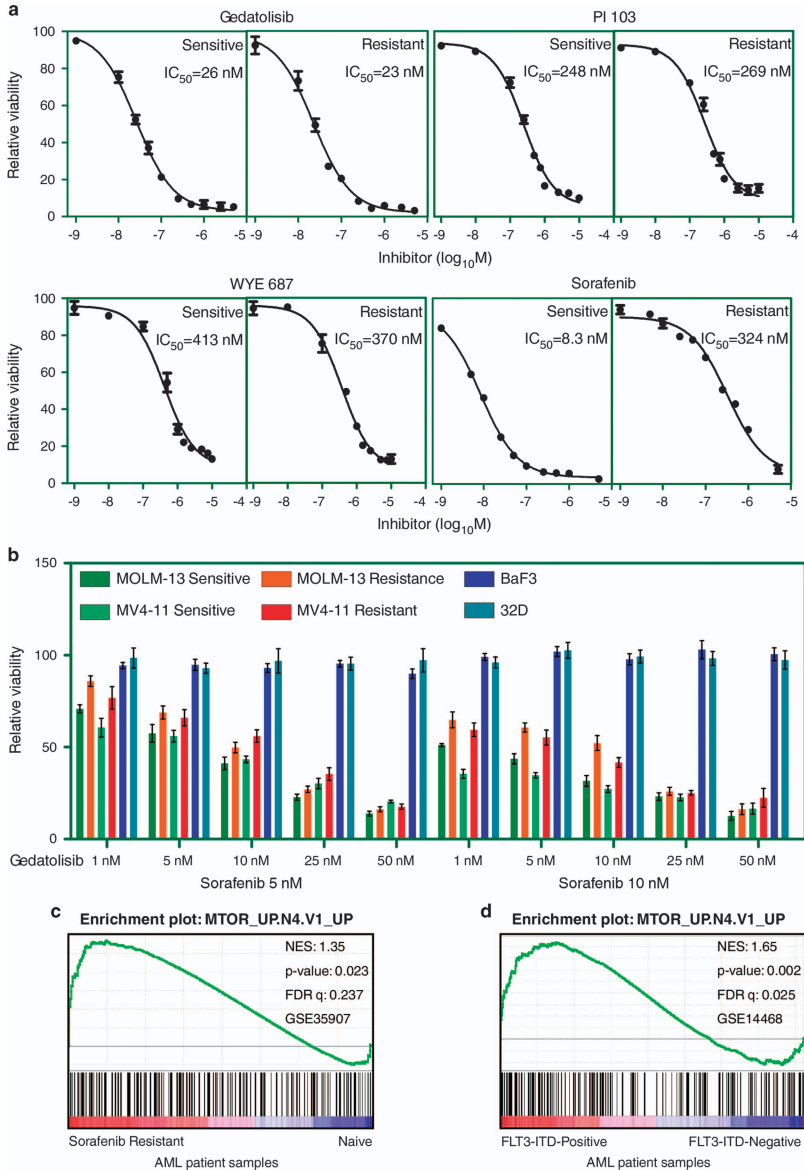 a
Gedatolisib
PI 103
Relative viability
100
80
60
40
20
0
Sensitive
IC50=26 nM
Resistant
IC50=23 nM
Sensitive
IC50=248 nM
Resistant
IC50=269 nM
-9 -8 -7 -6 -5 -9 -8 -7 -6 -5 -9 -8 -7 -6 -5 -4 -9 -8 -7 -6 -5 -4
Inhibitor (log10M)
WYE 687
Sorafenib
Relative viability
100
80
60
40
20
0
Sensitive
IC50=413 nM
Resistant
IC50=370 nM
Sensitive
IC50=8.3 nM
Resistant
IC50=324 nM
-9 -8 -7 -6 -5 -9 -8 -7 -6 -5 -9 -8 -7 -6 -5 -9 -8 -7 -6 -5
Inhibitor (log10M)
b
Relative viability
150
100
50
0
MOLM-13 Sensitive
MOLM-13 Resistance
BaF3
MV4-11 Sensitive
MV4-11 Resistant
32D
Gedatolisib 1 nM 5 nM 10 nM 25 nM 50 nM 1 nM 5 nM 10 nM 25 nM 50 nM
Sorafenib 5 nM Sorafenib 10 nM
c
Enrichment plot: MTOR_UP.N4.V1_UP
NES: 1.35
p-value: 0.023
FDR q: 0.237
GSE35907
Sorafenib Resistant Naive
AML patient samples
d
Enrichment plot: MTOR_UP.N4.V1_UP
NES: 1.65
p-value: 0.002
FDR q: 0.025
GSE14468
FLT3-ITD-Positive FLT3-ITD-Negative
AML patient samples